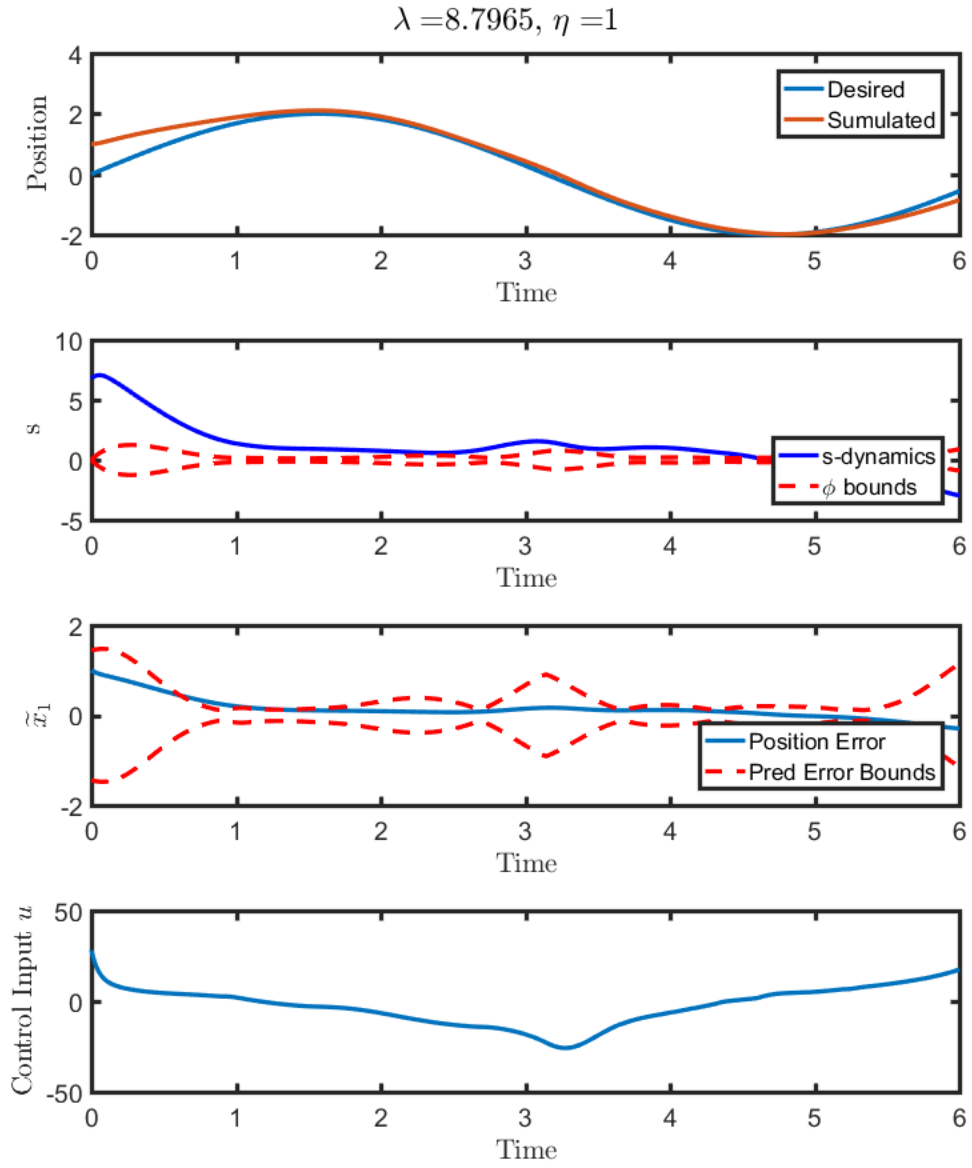 λ =8.7965, η =1
4
2
0
-2
Position
Desired
Sumulated
0 1 2 3 4 5 6
Time
10
5
0
-5
s
s-dynamics
ϕ bounds
0 1 2 3 4 5 6
Time
2
0
-2
x̃₁
Position Error
Pred Error Bounds
0 1 2 3 4 5 6
Time
50
0
-50
Control Input u
0 1 2 3 4 5 6
Time